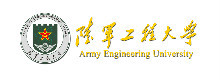 陆军工程大学
Army Engineering University